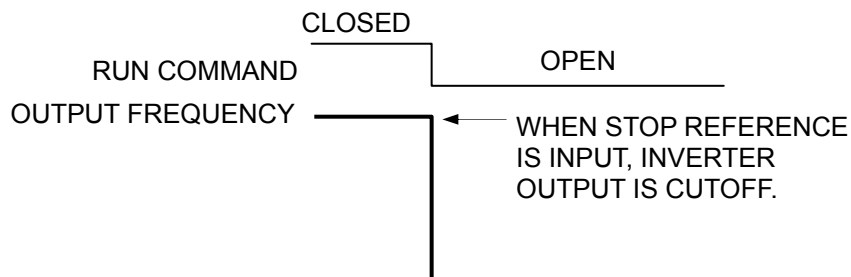 CLOSED
RUN COMMAND
OPEN
OUTPUT FREQUENCY
WHEN STOP REFERENCE
IS INPUT, INVERTER
OUTPUT IS CUTOFF.